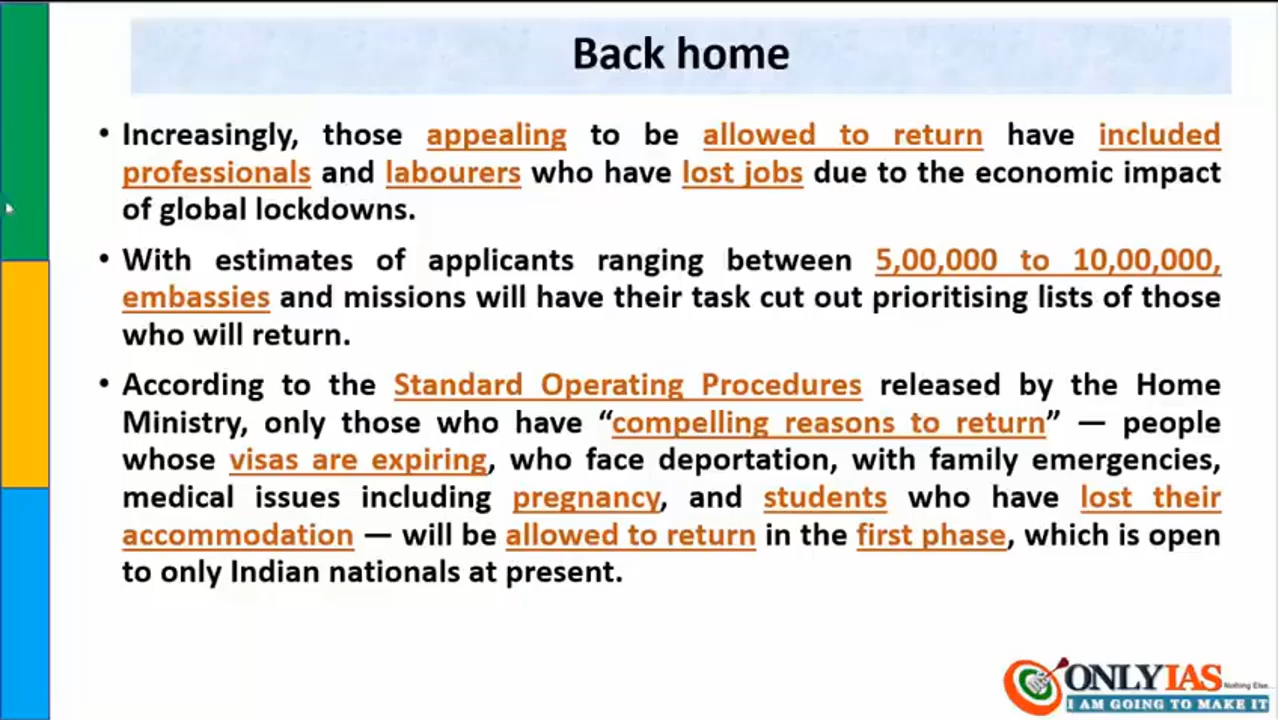 Back home
• Increasingly, those appealing to be allowed to return have included
professionals and labourers who have lost jobs due to the economic impact
of global lockdowns.
• With estimates of applicants ranging between 5,00,000 to 10,00,000,
embassies and missions will have their task cut out prioritising lists of those
who will return.
• According to the Standard Operating Procedures released by the Home
Ministry, only those who have “compelling reasons to return” — people
whose visas are expiring, who face deportation, with family emergencies,
medical issues including pregnancy, and students who have lost their
accommodation — will be allowed to return in the first phase, which is open
to only Indian nationals at present.
ONLY IAS
Nothing Else...
I AM GOING TO MAKE IT